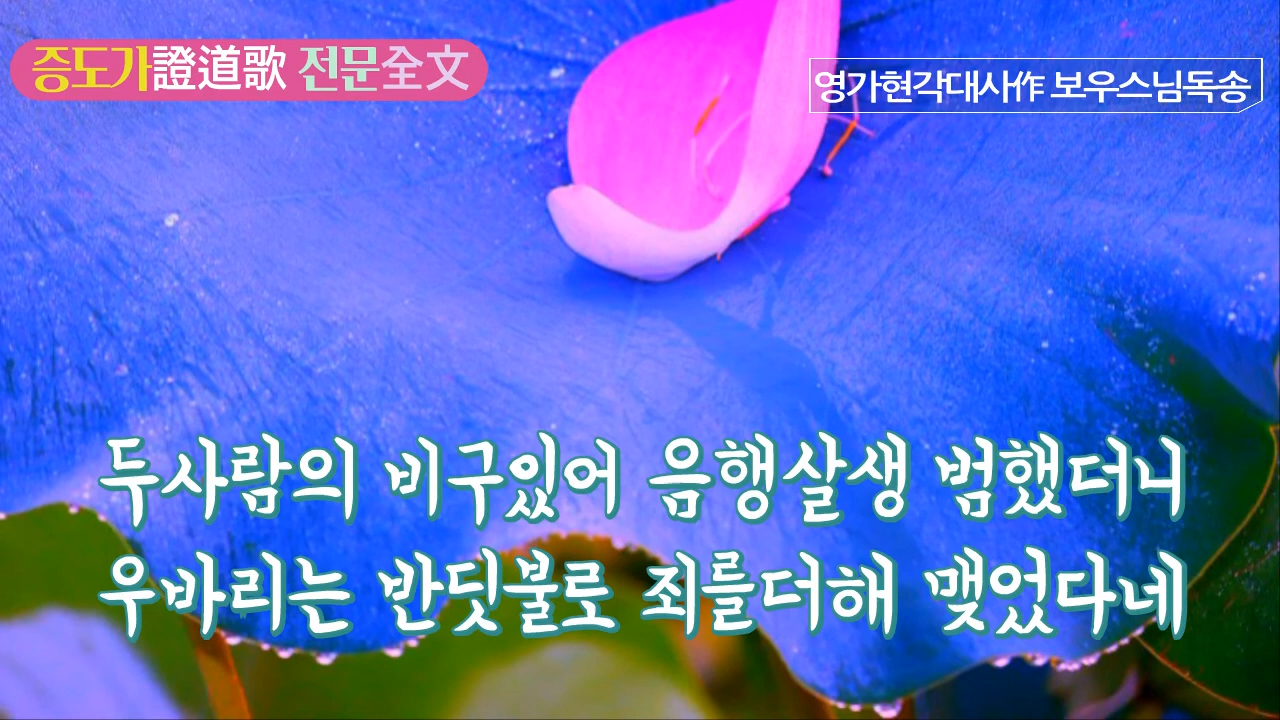 증도가證道歌 전문全文
영가현각대사作 보우스님독송
두사람의 비구있어 음행살생 범했더니
우바리는 반딧불로 죄를더해 맺었다네